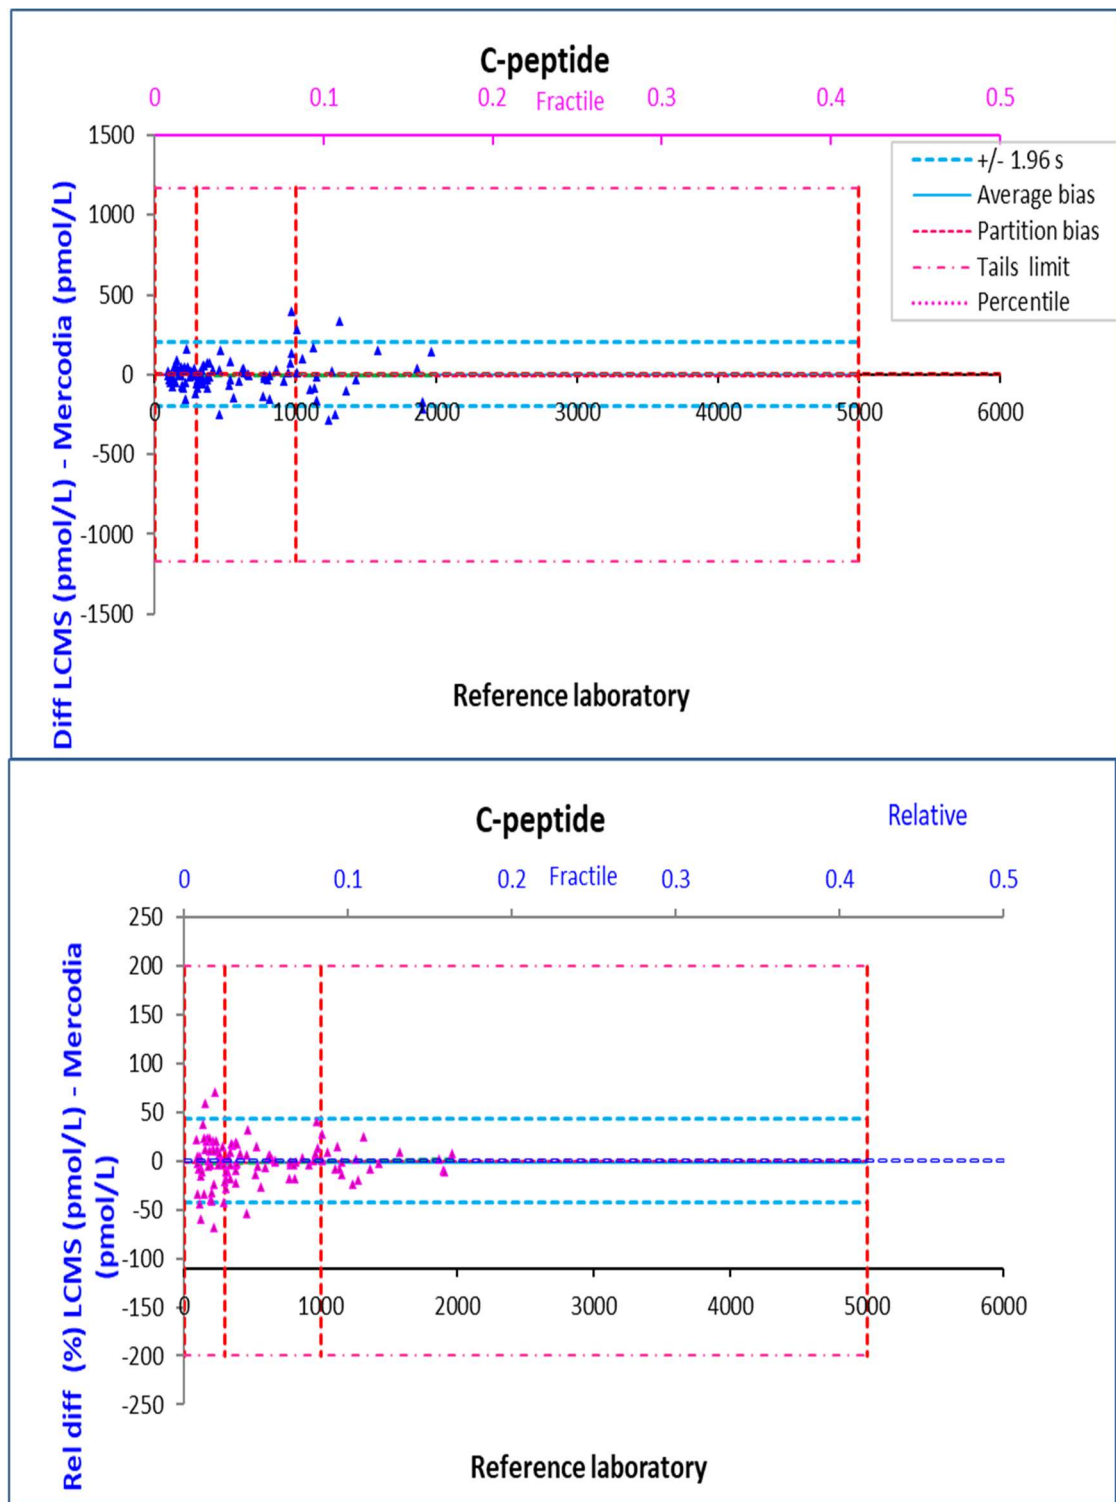 C-peptide
0 0.1 0.2 Fractile 0.3 0.4 0.5
1500
1000
500
0
-500
-1000
-1500
+/- 1.96 s
Average bias
Partition bias
Tails limit
Percentile
0 1000 2000 3000 4000 5000 6000
Diff LCMS (pmol/L) - Mercodia (pmol/L)
Reference laboratory
C-peptide
Relative
0 0.1 0.2 Fractile 0.3 0.4 0.5
250
200
150
100
50
0
-50
-100
-150
-200
-250
0 1000 2000 3000 4000 5000 6000
Rel diff (%) LCMS (pmol/L) - Mercodia
(pmol/L)
Reference laboratory